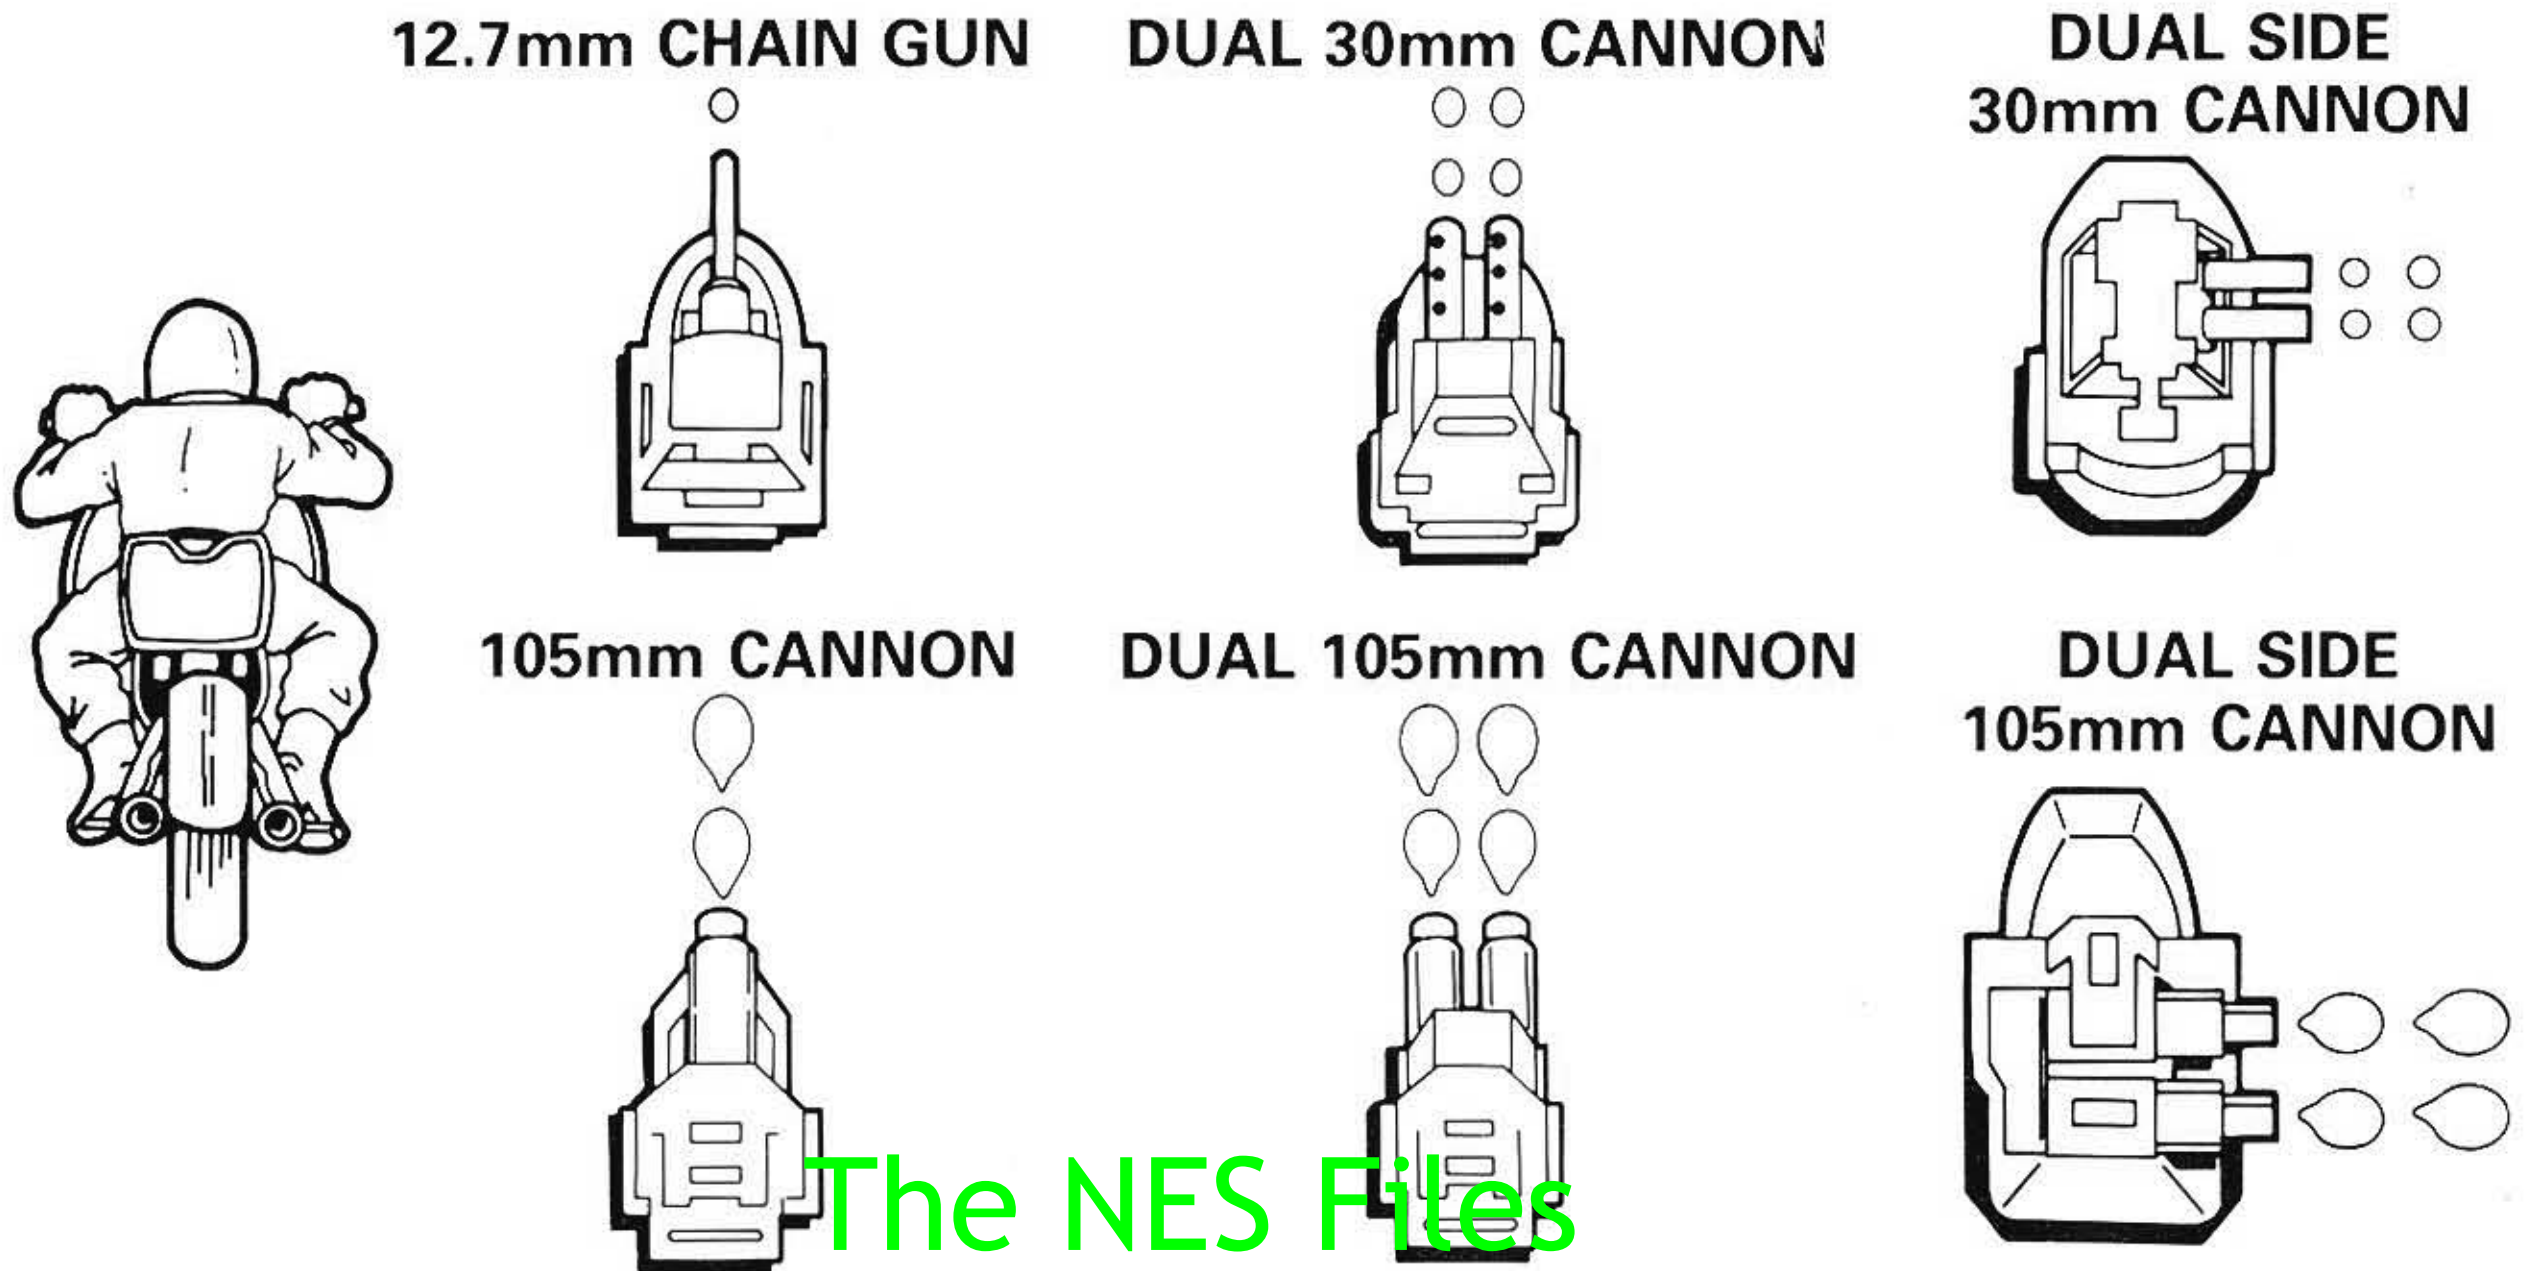 12.7mm CHAIN GUN
DUAL 30mm CANNON
DUAL SIDE
30mm CANNON
105mm CANNON
DUAL 105mm CANNON
DUAL SIDE
105mm CANNON
The NES Files